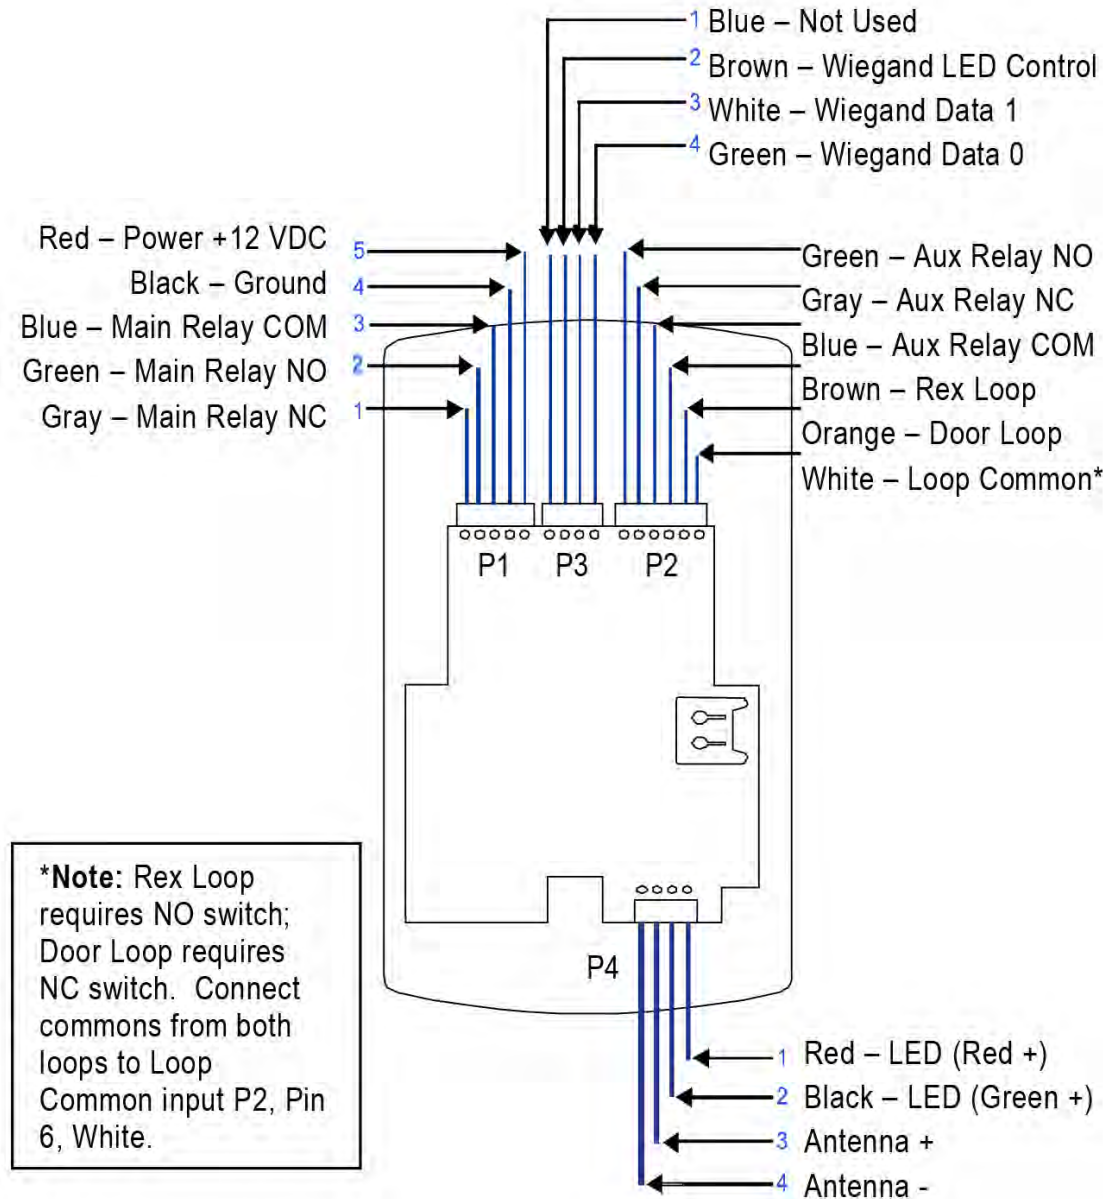 1 Blue – Not Used
2 Brown – Wiegand LED Control
3 White – Wiegand Data 1
4 Green – Wiegand Data 0
Red – Power +12 VDC 5
Black – Ground 4
Blue – Main Relay COM 3
Green – Main Relay NO 2
Gray – Main Relay NC 1
Green – Aux Relay NO
Gray – Aux Relay NC
Blue – Aux Relay COM
Brown – Rex Loop
Orange – Door Loop
White – Loop Common*
P1 P3 P2
*Note: Rex Loop
requires NO switch;
Door Loop requires
NC switch. Connect
commons from both
loops to Loop
Common input P2, Pin
6, White.
P4
1 Red – LED (Red +)
2 Black – LED (Green +)
3 Antenna +
4 Antenna -